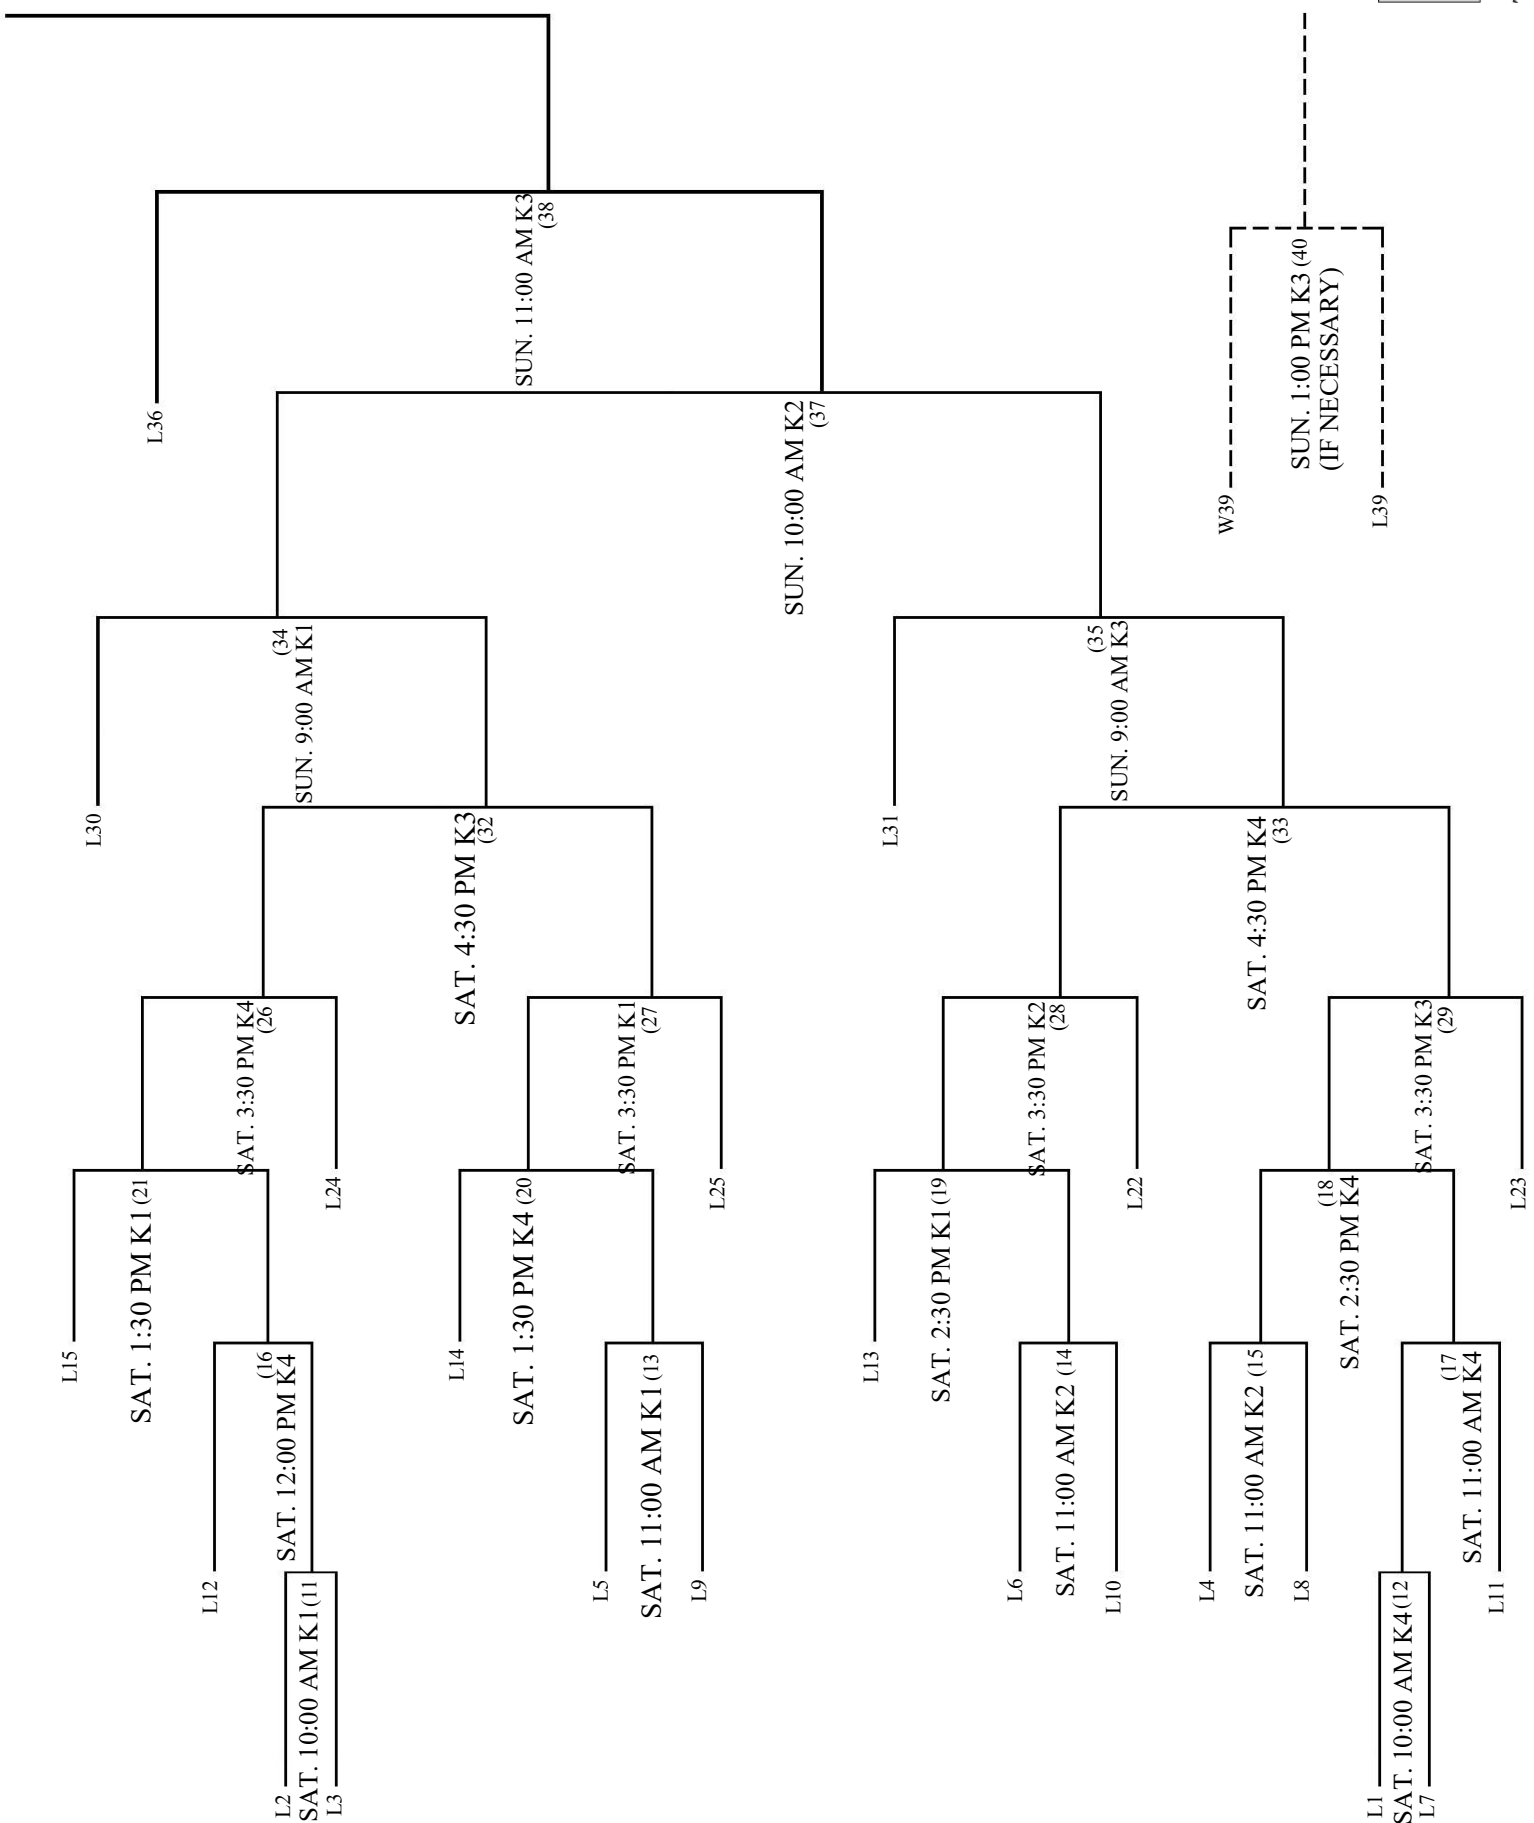 L2
SAT. 10:00 AM K1 (11
L3
L1
SAT. 10:00 AM K4 (12
L7
L12
(16
SAT. 12:00 PM K4
L5
SAT. 11:00 AM K1 (13
L9
L6
SAT. 11:00 AM K2 (14
L10
L4
SAT. 11:00 AM K2 (15
L8
(17
SAT. 11:00 AM K4
L11
L15
SAT. 1:30 PM K1 (21
L14
SAT. 1:30 PM K4 (20
L13
SAT. 2:30 PM K1 (19
(18
SAT. 2:30 PM K4
SAT. 3:30 PM K4
(26
L24
SAT. 3:30 PM K1
(27
L25
SAT. 3:30 PM K2
(28
L22
SAT. 3:30 PM K3
(29
L23
L30
SAT. 4:30 PM K3
(32
L31
SAT. 4:30 PM K4
(33
(34
SUN. 9:00 AM K1
(35
SUN. 9:00 AM K3
L36
SUN. 10:00 AM K2
(37
SUN. 11:00 AM K3
(38
W39
SUN. 1:00 PM K3 (40
(IF NECESSARY)
L39